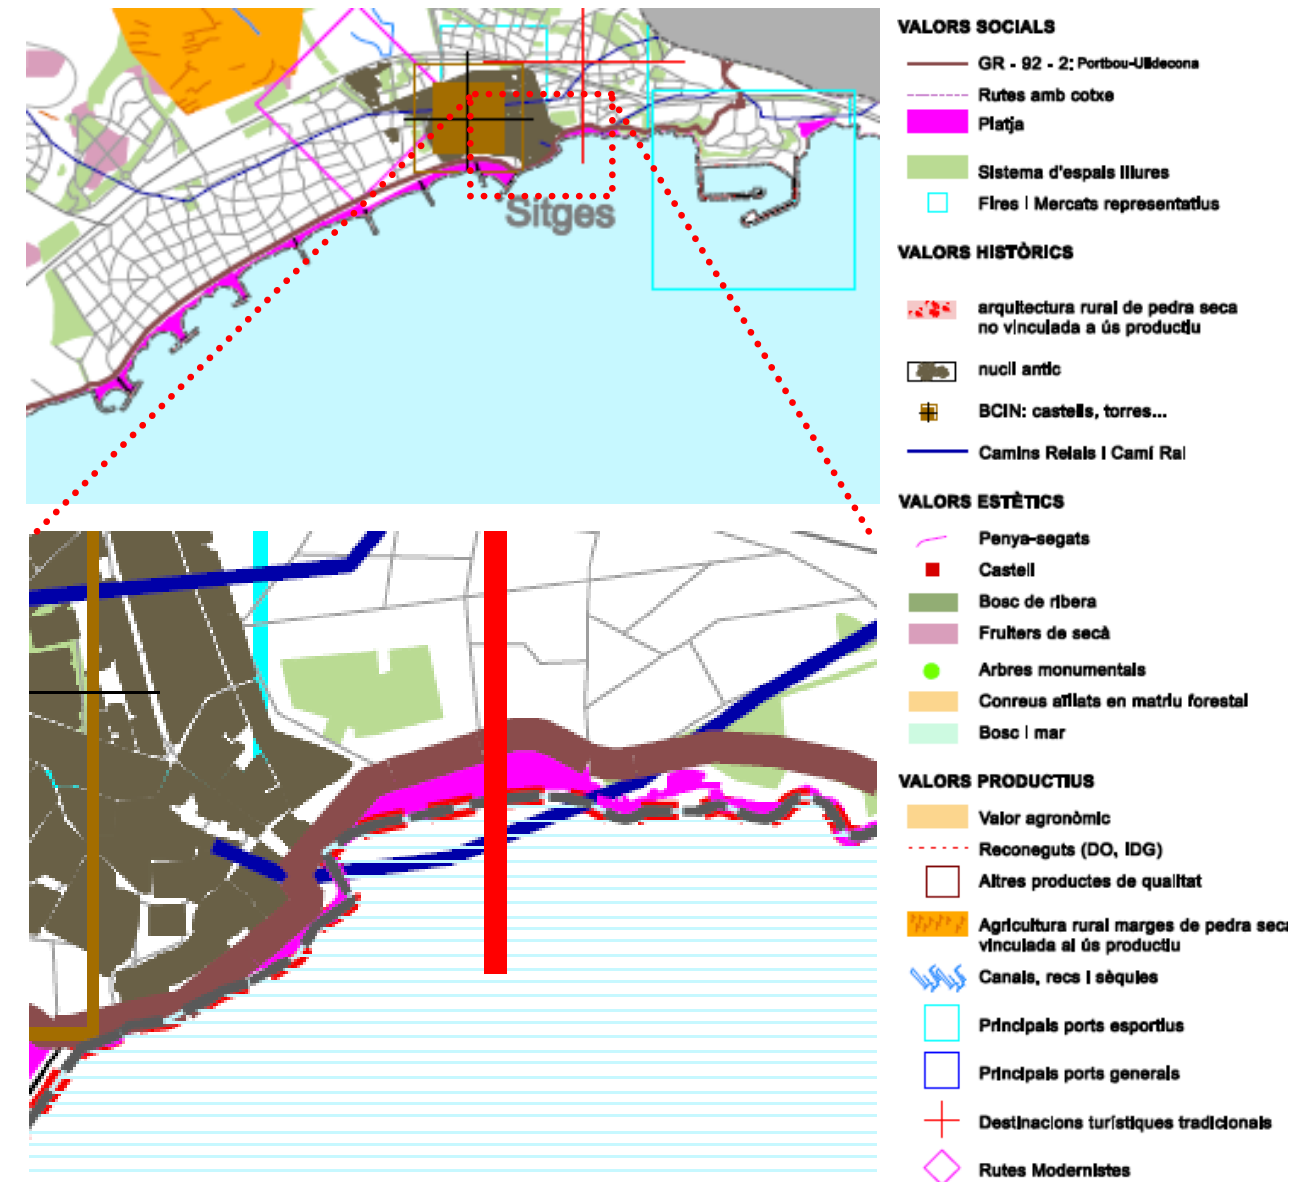 Sitges
VALORS SOCIALS
GR - 92 - 2: Portbou-Ulldecona
Rutes amb cotxe
Platja
Sistema d'espais lliures
Fires i Mercats representatius
VALORS HISTÒRICS
arquitectura rural de pedra seca
no vinculada a ús productiu
nucli antic
BCIN: castells, torres...
Camins Reials i Camí Ral
VALORS ESTÈTICS
Penya-segats
Castell
Bosc de ribera
Fruiters de secà
Arbres monumentals
Conreus aïllats en matriu forestal
Bosc i mar
VALORS PRODUCTIUS
Valor agronòmic
Reconeguts (DO, IDG)
Altres productes de qualitat
Agricultura rural marges de pedra seca
vinculada al ús productiu
Canals, recs i sèquies
Principals ports esportius
Principals ports generals
Destinacions turístiques tradicionals
Rutes Modernistes